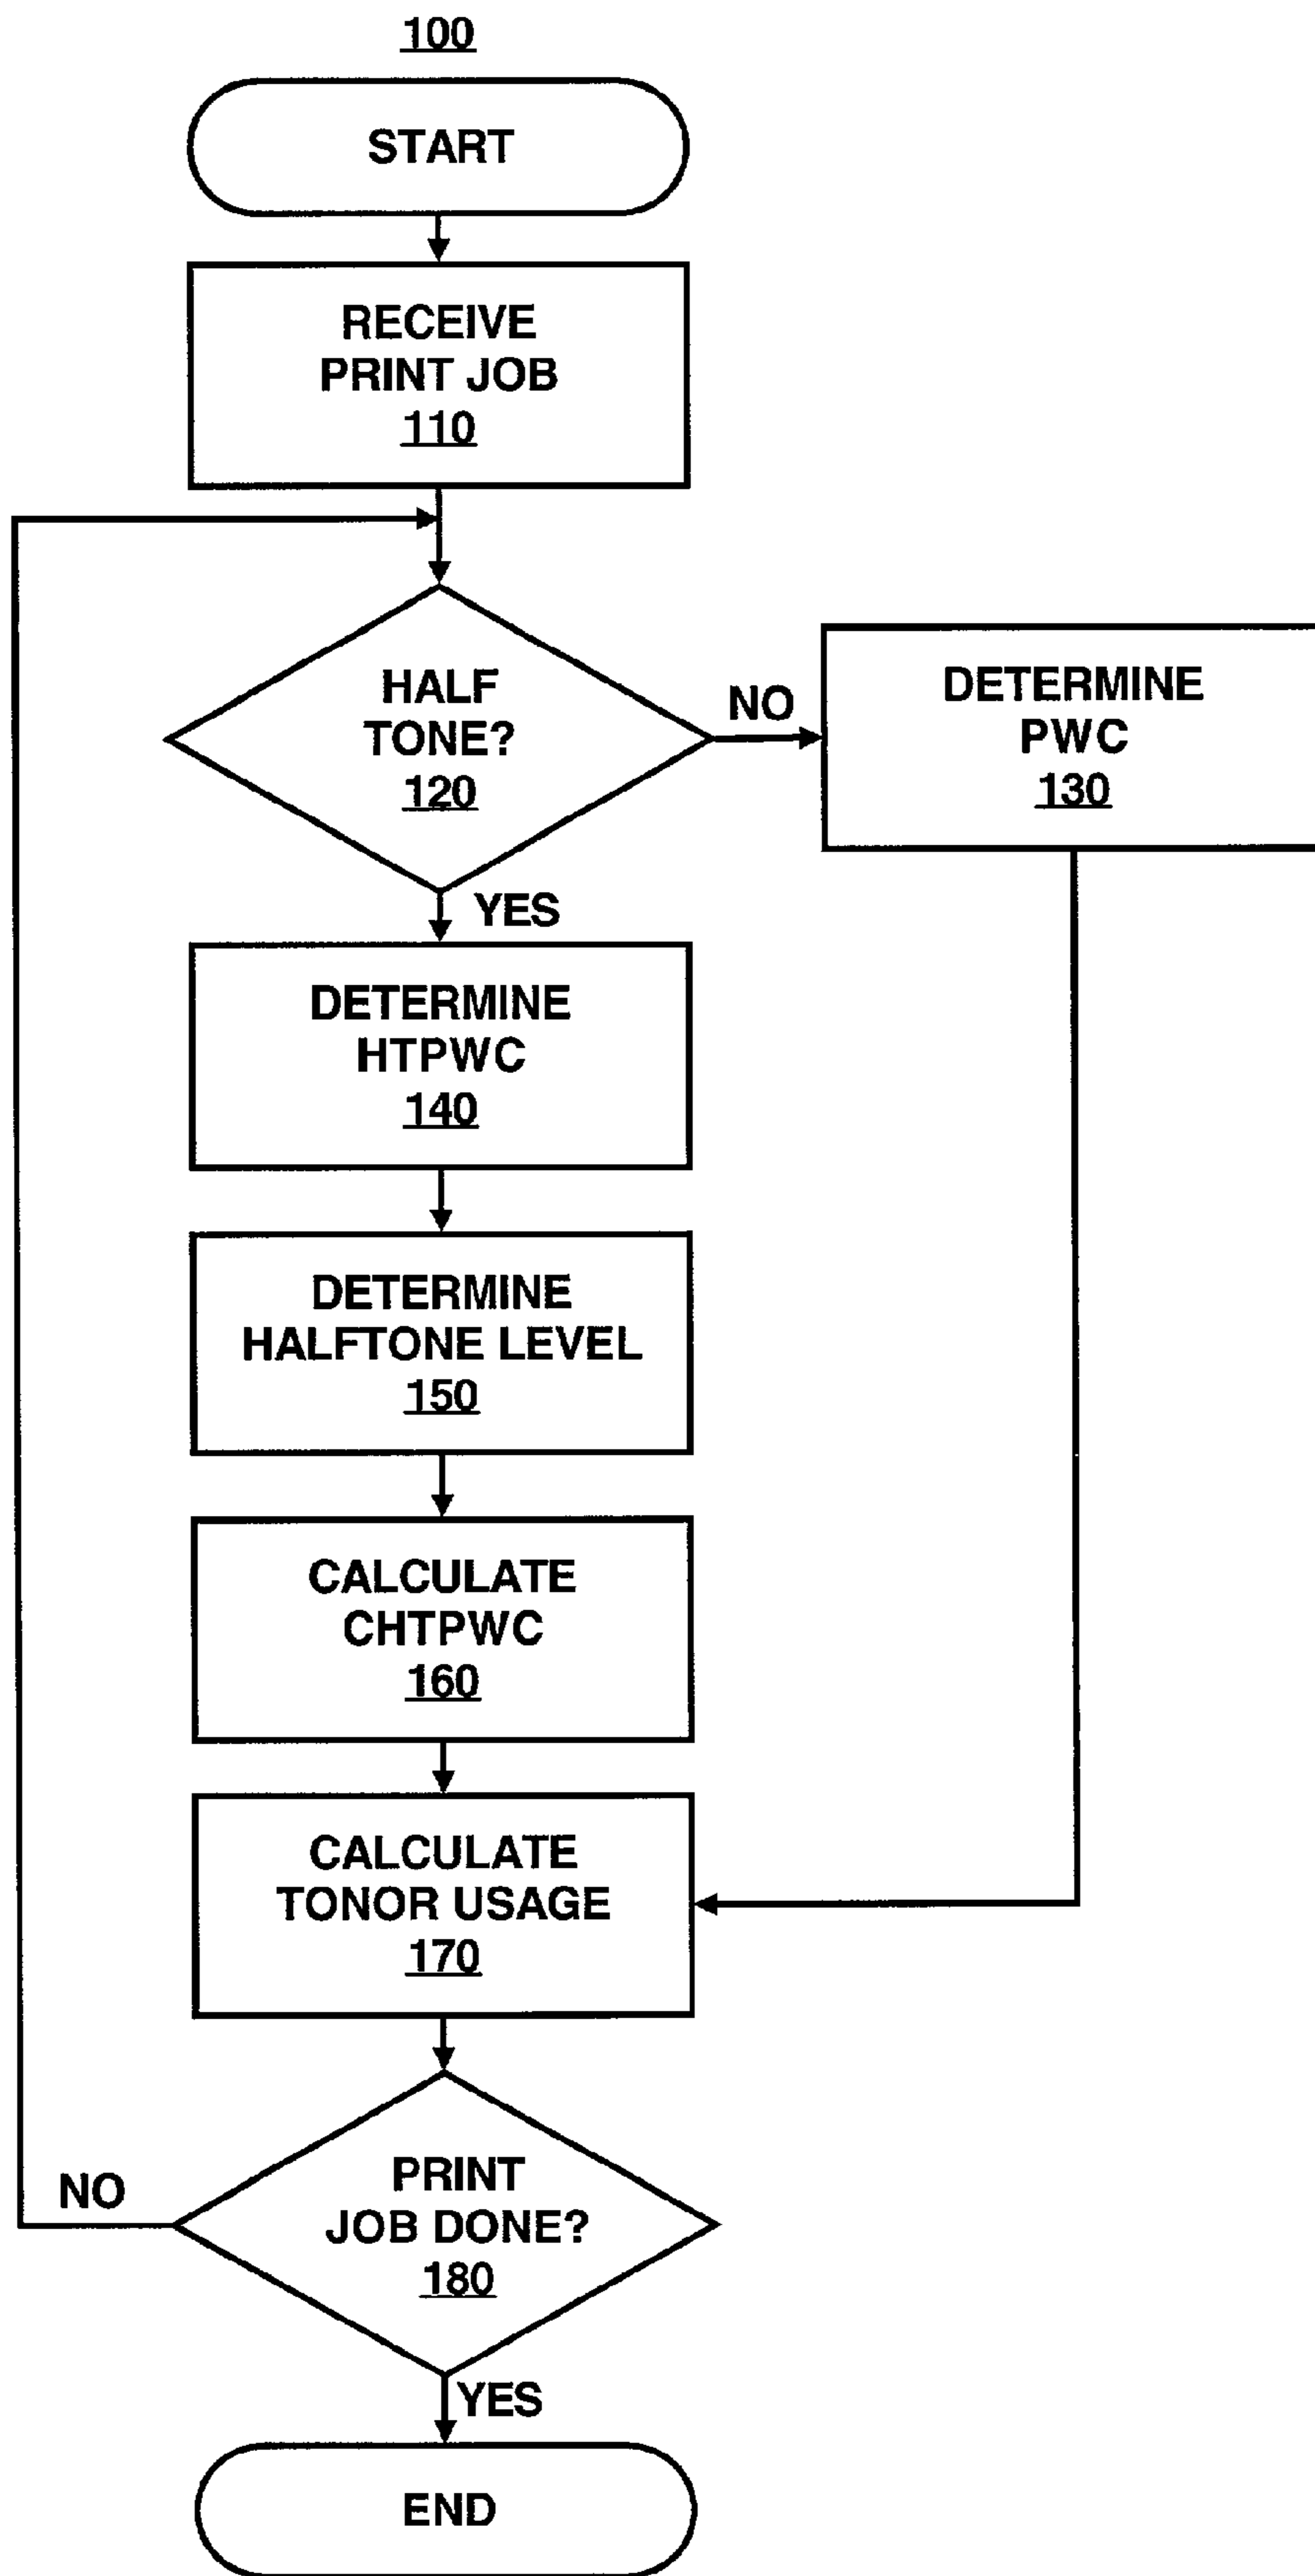 100
START
RECEIVE
PRINT JOB
110
HALF
TONE?
120
NO
DETERMINE
PWC
130
YES
DETERMINE
HTPWC
140
DETERMINE
HALFTONE LEVEL
150
CALCULATE
CHTPWC
160
CALCULATE
TONOR USAGE
170
PRINT
JOB DONE?
180
NO
YES
END